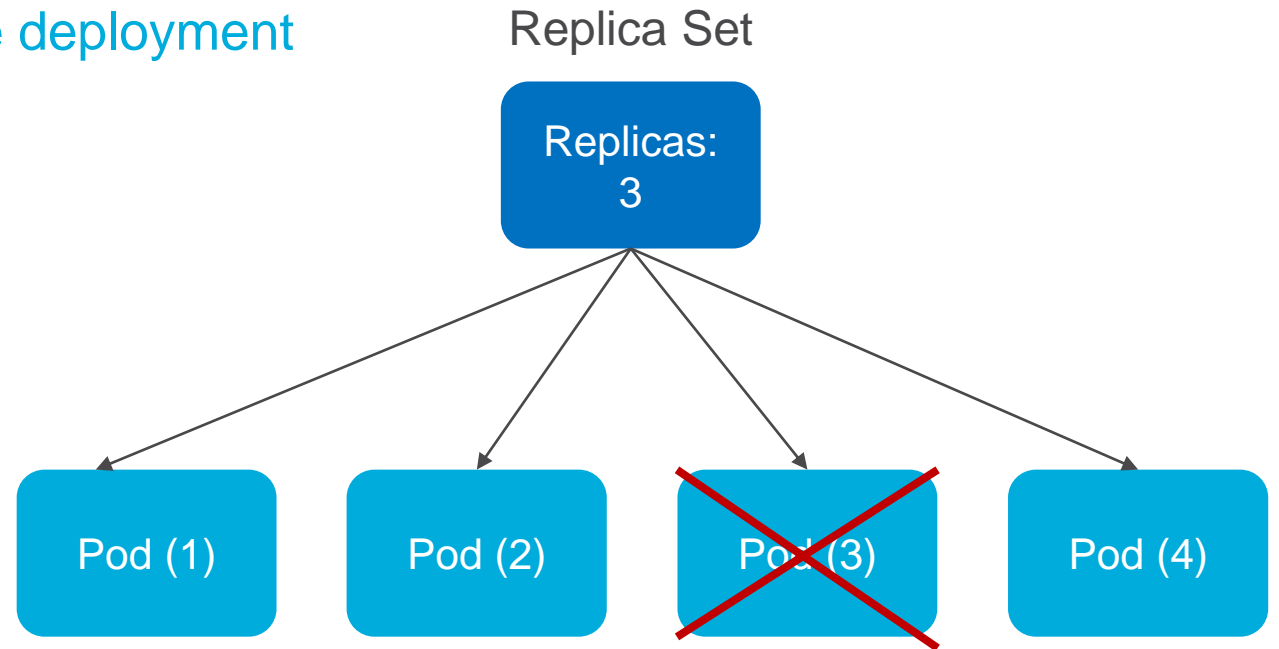 e deployment
Replica Set
Replicas:
3
Pod (1)
Pod (2)
Pod (3)
Pod (4)